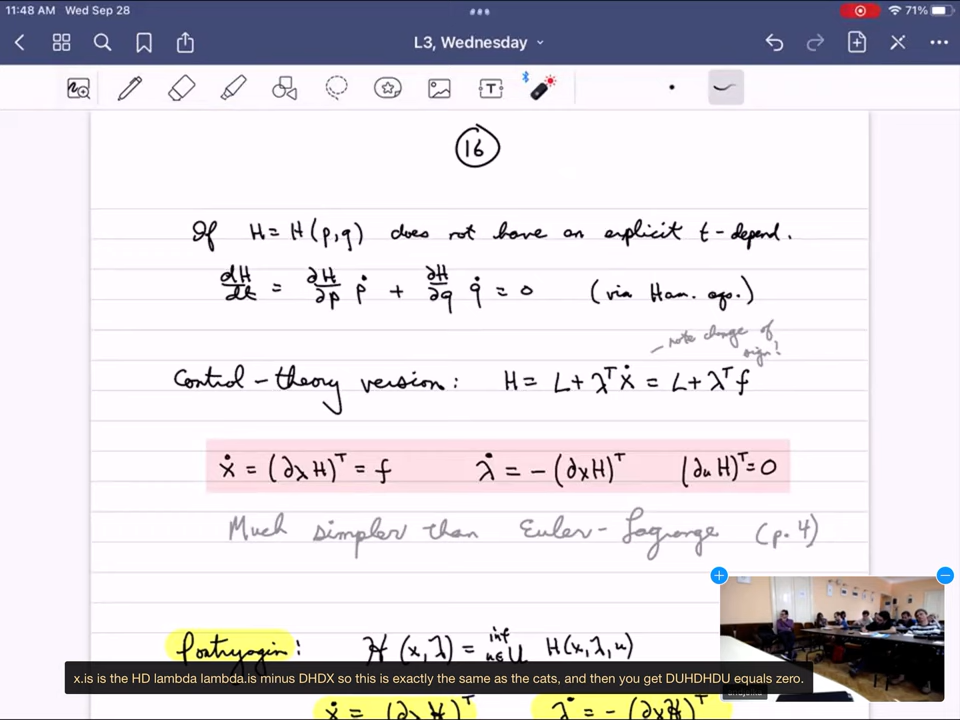 11:48 AM Wed Sep 28
71%
L3, Wednesday
16
If H = H(p,q) does not have an explicit t-depend.
dH/dt = ∂H/∂p ṗ + ∂H/∂q q̇ = 0 (via Ham. eqs.)
- note change of
sign!
Control-theory version: H = L + λᵀẋ = L + λᵀf
ẋ = (∂λ H)ᵀ = f λ̇ = -(∂x H)ᵀ (∂u H)ᵀ = 0
Much simpler than Euler-Lagrange (p. 4)
Pontryagin: ℋ(x,λ) = inf u∈U H(x,λ,u)
x.is is the HD lambda lambda.is minus DHDX so this is exactly the same as the cats, and then you get DUHDHDU equals zero.
ẋ = (∂λ ℋ)ᵀ λ̇ = -(∂x ℋ)ᵀ